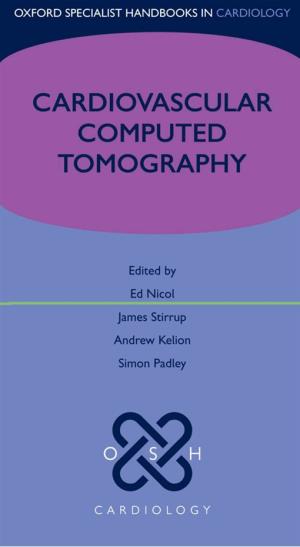 OXFORD SPECIALIST HANDBOOKS IN CARDIOLOGY
CARDIOVASCULAR
COMPUTED
TOMOGRAPHY
Edited by
Ed Nicol
James Stirrup
Andrew Kelion
Simon Padley
O S H
CARDIOLOGY